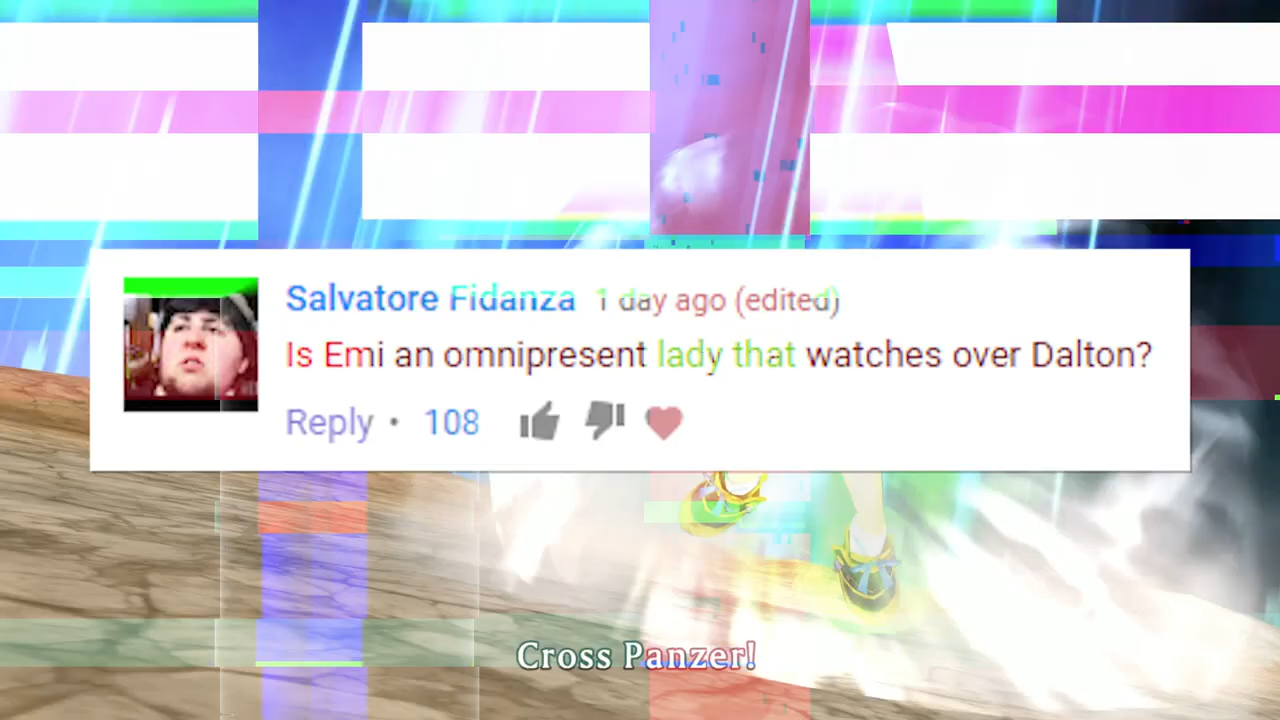 Salvatore Fidanza 1 day ago (edited)
Is Emi an omnipresent lady that watches over Dalton?
Reply • 108
Cross Panzer!